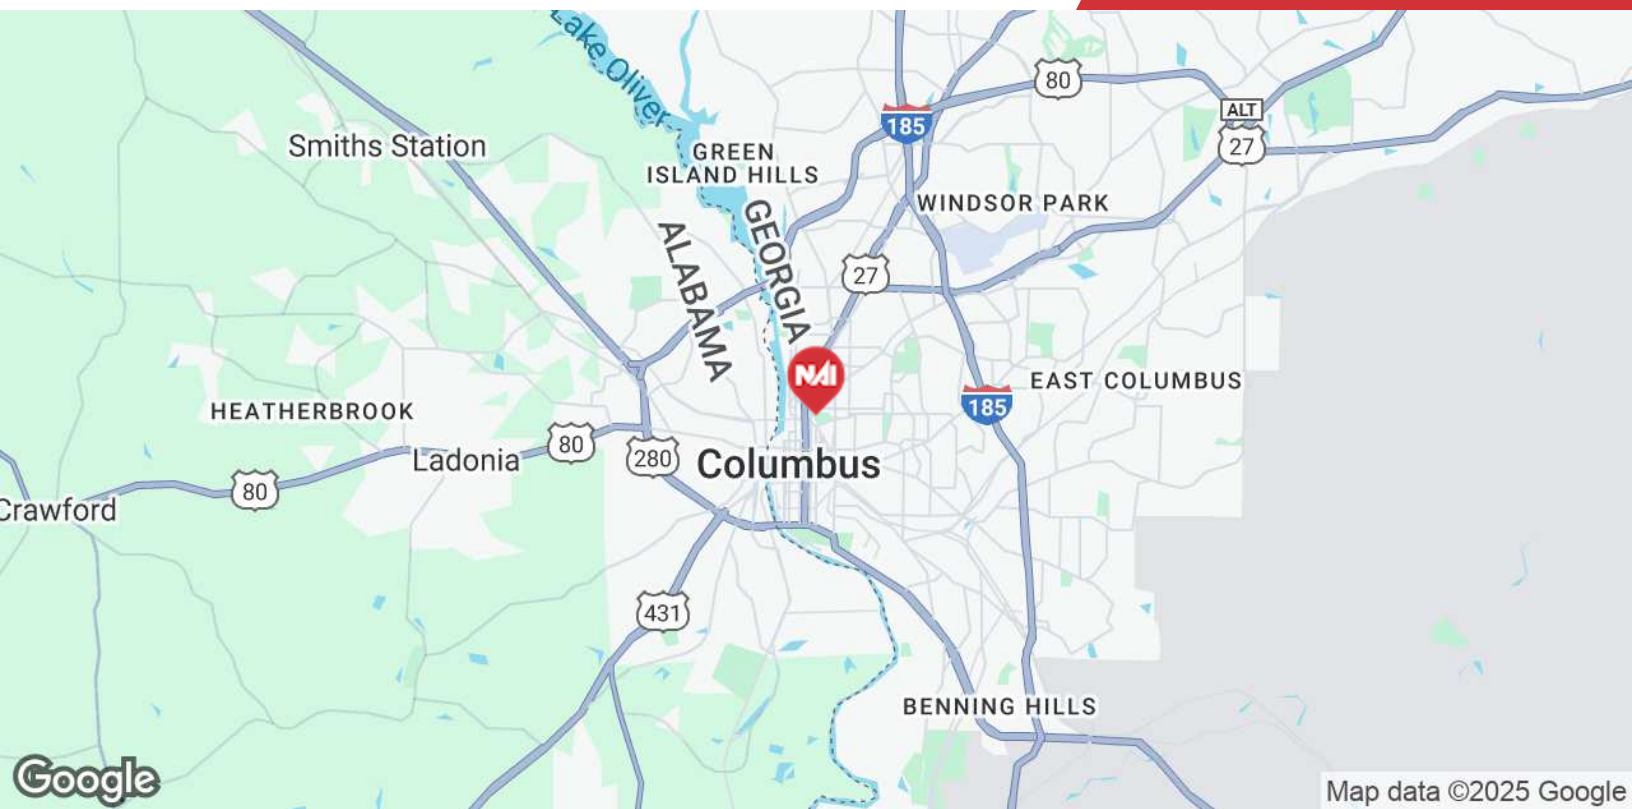 Lake Oliver
80
185
ALT
27
Smiths Station
GREEN
ISLAND HILLS
WINDSOR PARK
GEORGIA
ALABAMA
27
NAI
EAST COLUMBUS
185
HEATHERBROOK
80
280
Ladonia
Columbus
80
Crawford
431
BENNING HILLS
Google
Map data ©2025 Google